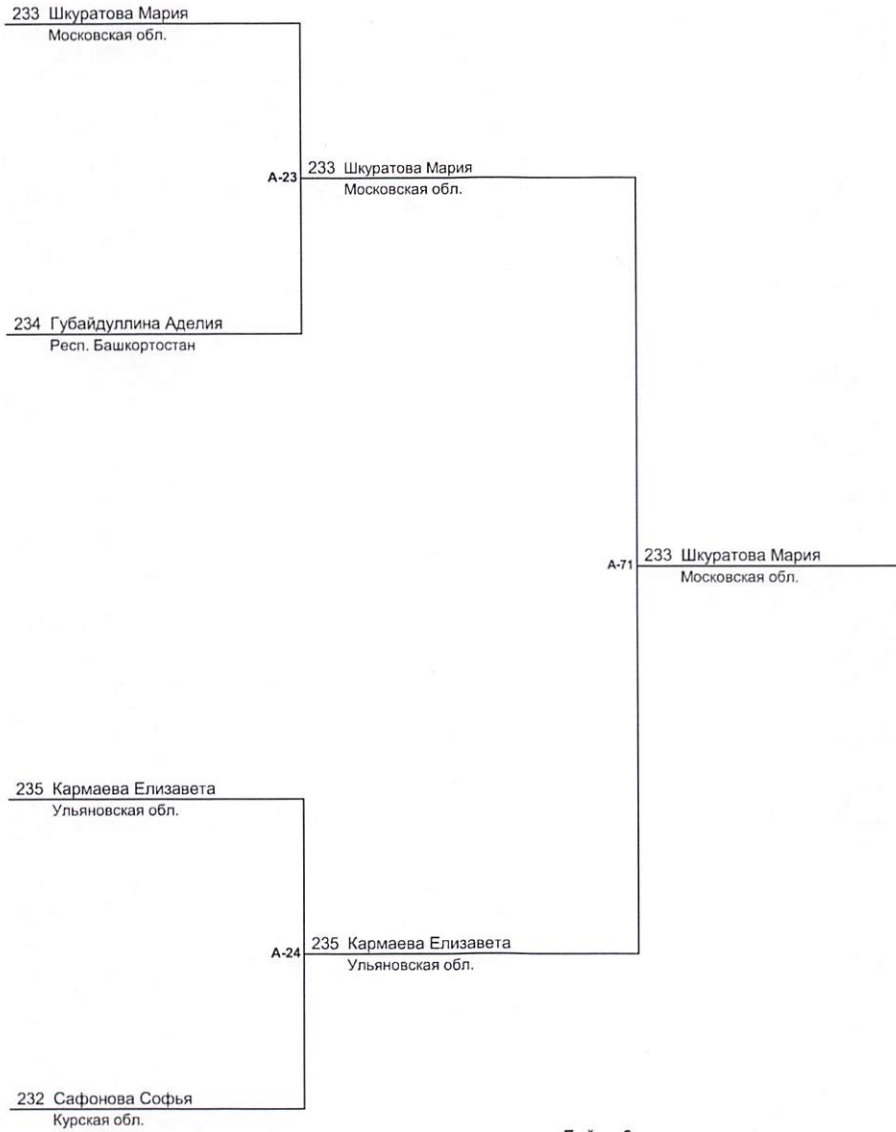 233 Шкуратова Мария
Московская обл.
A-23
233 Шкуратова Мария
Московская обл.
234 Губайдуллина Аделия
Респ. Башкортостан
A-71
233 Шкуратова Мария
Московская обл.
235 Кармаева Елизавета
Ульяновская обл.
A-24
235 Кармаева Елизавета
Ульяновская обл.
232 Сафонова Софья
Курская обл.